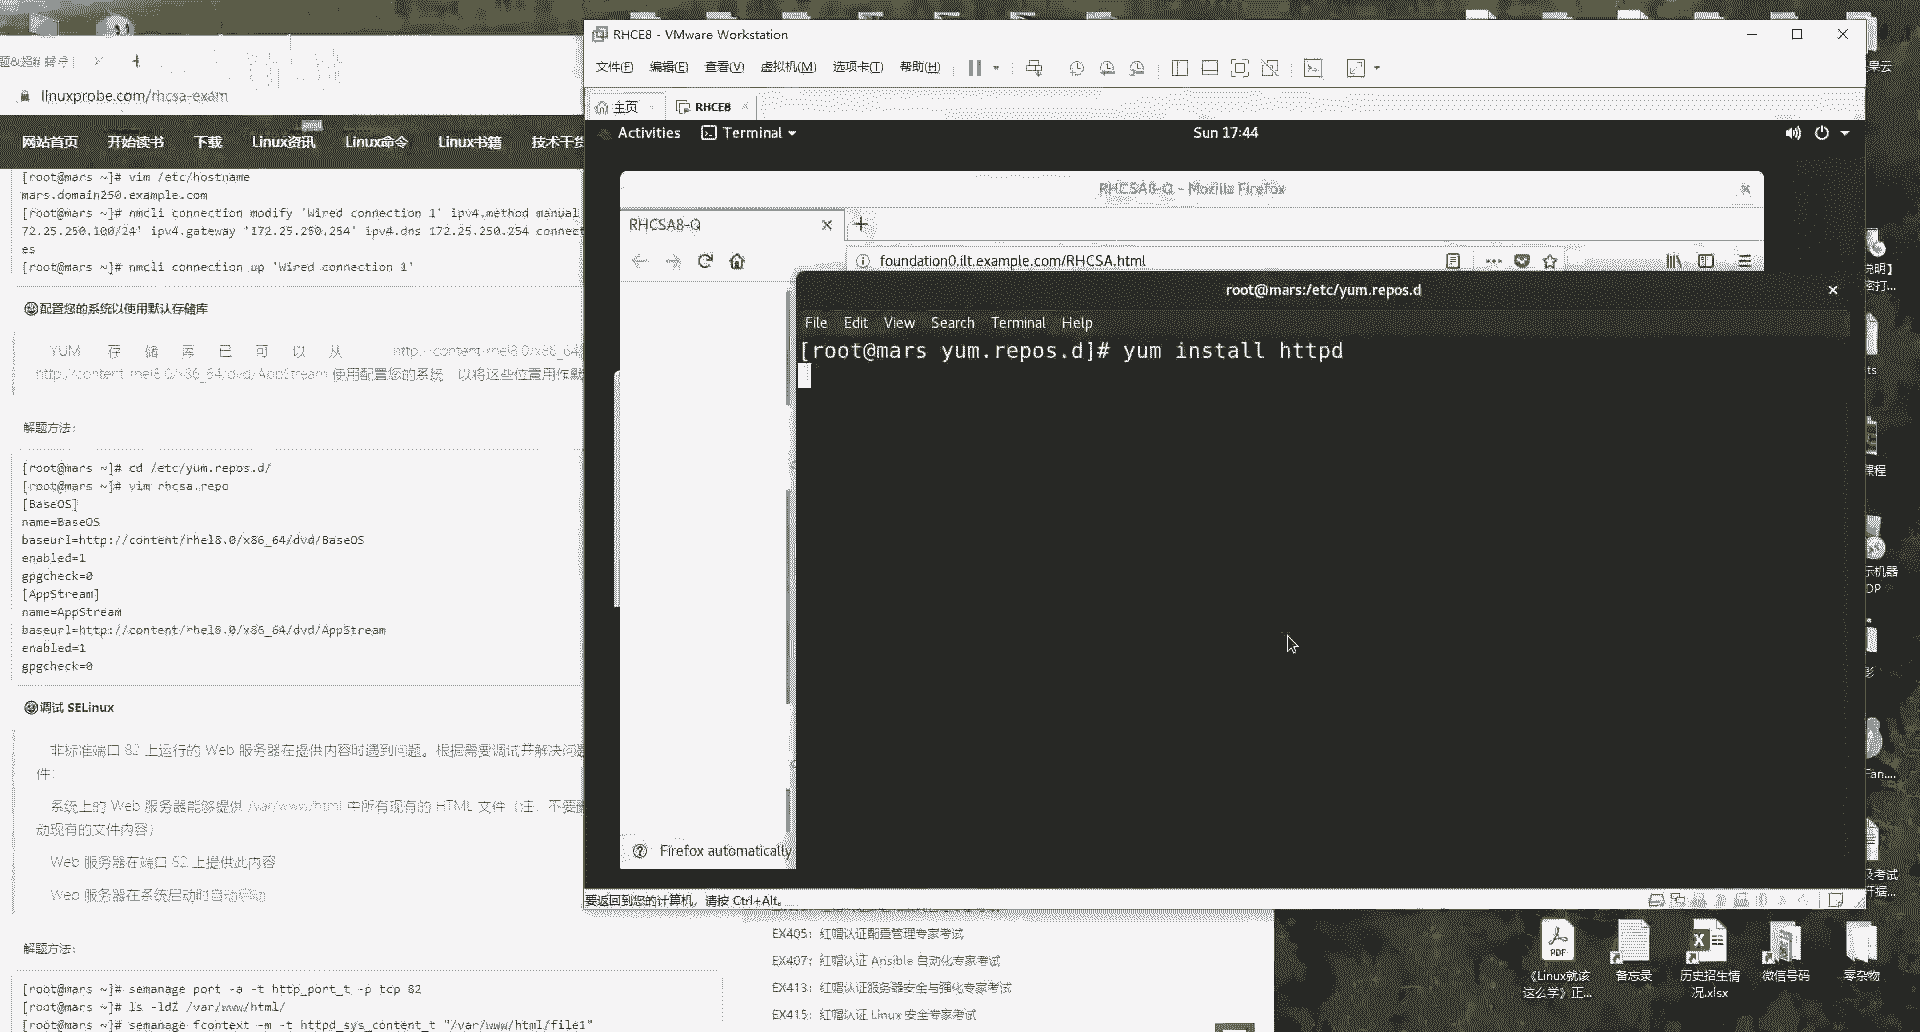 linuxprobe.com/rhcsa-exam
网站首页 开始读书 下载 Linux资讯 Linux命令 Linux书籍 技术干货
[root@mars ~]# vim /etc/hostname
mars.domain250.example.com
[root@mars ~]# nmcli connection modify 'Wired connection 1' ipv4.method manual
72.25.250.100/24' ipv4.gateway '172.25.250.254' ipv4.dns 172.25.250.254 connect
es
[root@mars ~]# nmcli connection up 'Wired connection 1'
配置您的系统以使用默认存储库
YUM 存储库已可以从
使用配置您的系统，以将这些位置用作默
解题方法：
[root@mars ~]# cd /etc/yum.repos.d/
[root@mars ~]# vim rhcsa.repo
[BaseOS]
name=BaseOS
baseurl=http://content/rhel8.0/x86_64/dvd/BaseOS
enabled=1
gpgcheck=0
[AppStream]
name=AppStream
baseurl=http://content/rhel8.0/x86_64/dvd/AppStream
enabled=1
gpgcheck=0
调试 SELinux
非标准端口 82 上运行的 Web 服务器在提供内容时遇到问题。根据需要调试并解决问题
件：
系统上的 Web 服务器能够提供 /var/www/html 中所有现有的 HTML 文件（注：不要
动现有的文件内容）
Web 服务器在端口 82 上提供此内容
Web 服务器在系统启动时自动启动
解题方法：
[root@mars ~]# semanage port -a -t http_port_t -p tcp 82
[root@mars ~]# ls -ldZ /var/www/html/
[root@mars ~]# semanage fcontext -m -t httpd_sys_content_t "/var/www/html/file1"
RHCE8 - VMware Workstation
文件(F) 编辑(E) 查看(V) 虚拟机(M) 选项卡(T) 帮助(H)
主页 RHCE8
Activities Terminal Sun 17:44
RHCSA8-Q - Mozilla Firefox
RHCSA8-Q
foundation0.ilt.example.com/RHCSA.html
root@mars:/etc/yum.repos.d
File Edit View Search Terminal Help
[root@mars yum.repos.d]# yum install httpd
Firefox automatically
要返回到您的计算机，请按 Ctrl+Alt。
EX405：红帽认证配置管理专家考试
EX407：红帽认证 Ansible 自动化专家考试
EX413：红帽认证服务器安全与强化专家考试
EX415：红帽认证 Linux 安全专家考试
果云
ts
课程
示机器
DP
Fan....
及考试
《Linux就该
这么学》正...
备忘录
历史招生情
况.xlsx
微信号码
零杂物